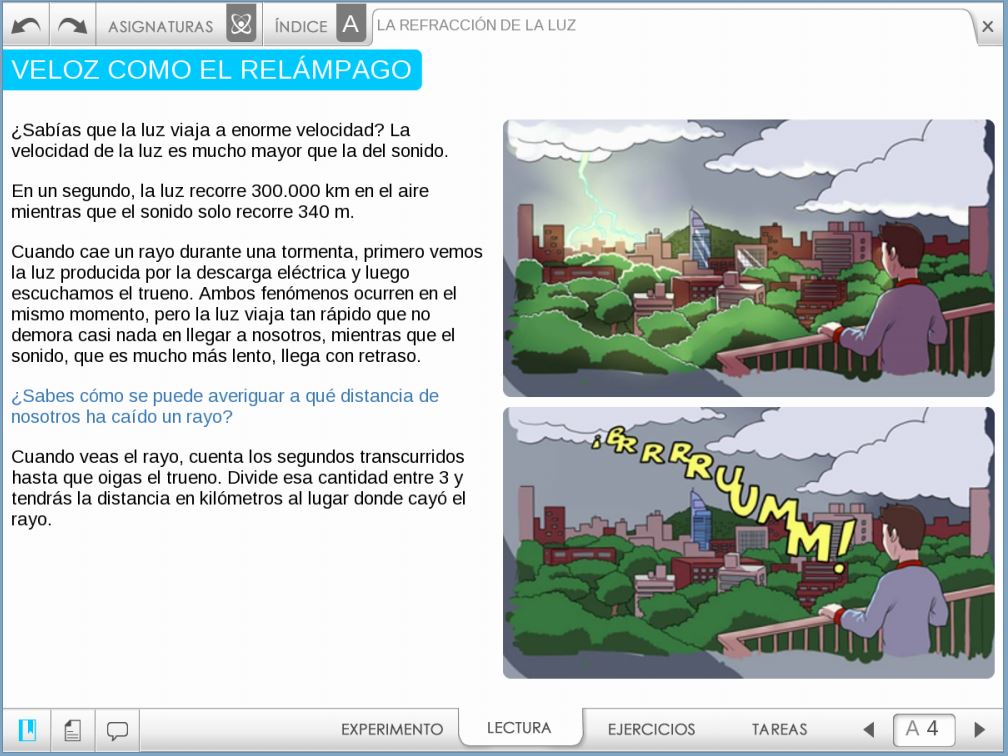 ASIGNATURAS
ÍNDICE A
LA REFRACCIÓN DE LA LUZ
VELOZ COMO EL RELÁMPAGO
¿Sabías que la luz viaja a enorme velocidad? La
velocidad de la luz es mucho mayor que la del sonido.
En un segundo, la luz recorre 300.000 km en el aire
mientras que el sonido solo recorre 340 m.
Cuando cae un rayo durante una tormenta, primero vemos
la luz producida por la descarga eléctrica y luego
escuchamos el trueno. Ambos fenómenos ocurren en el
mismo momento, pero la luz viaja tan rápido que no
demora casi nada en llegar a nosotros, mientras que el
sonido, que es mucho más lento, llega con retraso.
¿Sabes cómo se puede averiguar a qué distancia de
nosotros ha caído un rayo?
Cuando veas el rayo, cuenta los segundos transcurridos
hasta que oigas el trueno. Divide esa cantidad entre 3 y
tendrás la distancia en kilómetros al lugar donde cayó el
rayo.
¡BRRRRUUUMMM!
EXPERIMENTO
LECTURA
EJERCICIOS
TAREAS
A 4